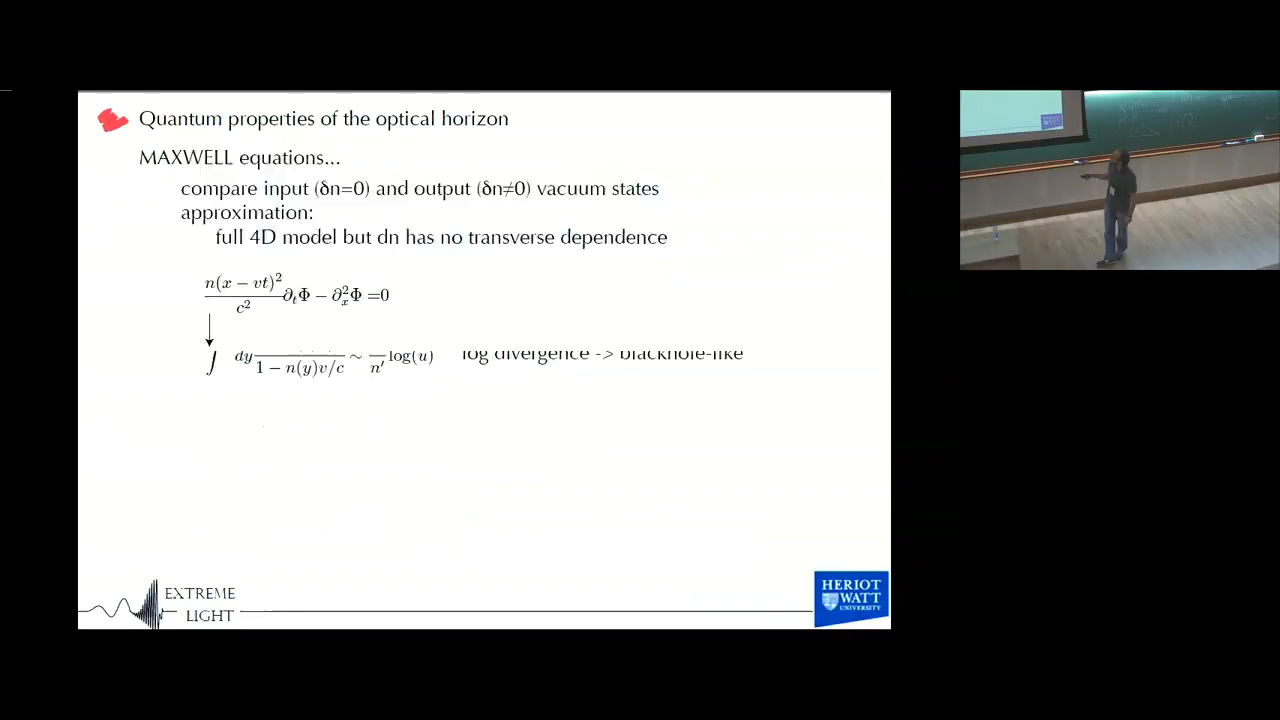 Quantum properties of the optical horizon
MAXWELL equations...
compare input (δn=0) and output (δn≠0) vacuum states
approximation:
full 4D model but dn has no transverse dependence
n(x − vt)²/c² ∂ₜΦ − ∂ₓ²Φ =0
∫ dy 1 − n(y)v/c ∼ n′ log(u) log divergence -> blackhole-like
EXTREME
LIGHT
HERIOT
WATT
UNIVERSITY